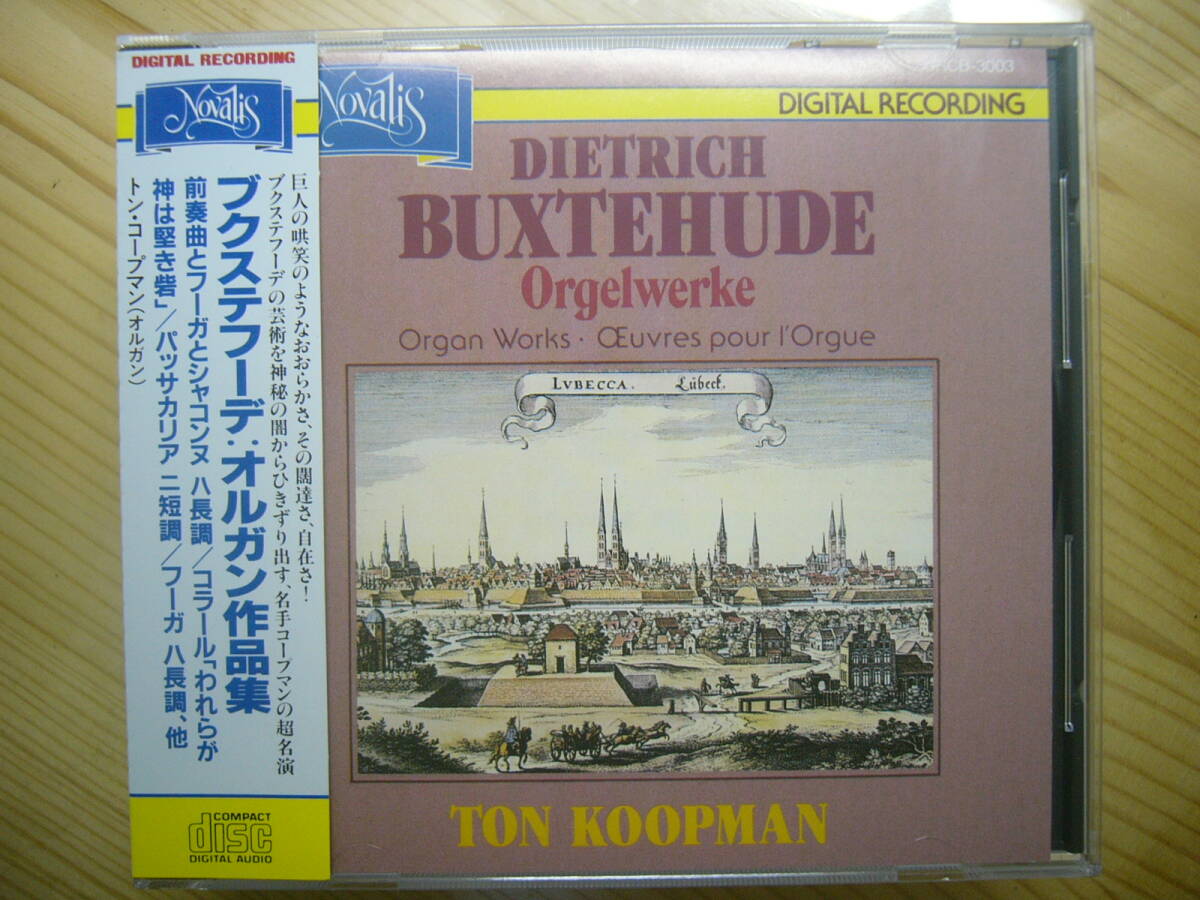 DIGITAL RECORDING
Novalis
巨人の哄笑のようなおおらかさ、その闊達さ、自在さ!
ブクステフーデの芸術を神秘の闇からひきずり出す、名手コープマンの超名演
ブクステフーデ:オルガン作品集
前奏曲とフーガとシャコンヌ ハ長調/コラール「われらが
神は堅き砦」/パッサカリア ニ短調/フーガ ハ長調、他
トン・コープマン(オルガン)
COMPACT
disc
DIGITAL AUDIO
Novalis
DIGITAL RECORDING
DIETRICH
BUXTEHUDE
Orgelwerke
Organ Works · Œuvres pour l'Orgue
LVBECCA. Lübeck.
TON KOOPMAN